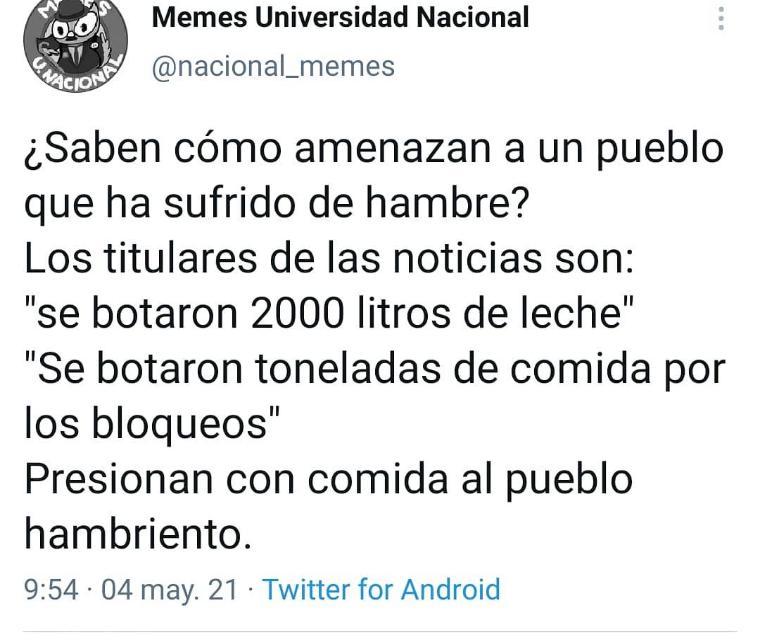 M S
U. NACIONAL
Memes Universidad Nacional
@nacional_memes
¿Saben cómo amenazan a un pueblo
que ha sufrido de hambre?
Los titulares de las noticias son:
"se botaron 2000 litros de leche"
"Se botaron toneladas de comida por
los bloqueos"
Presionan con comida al pueblo
hambriento.
9:54 · 04 may. 21 · Twitter for Android